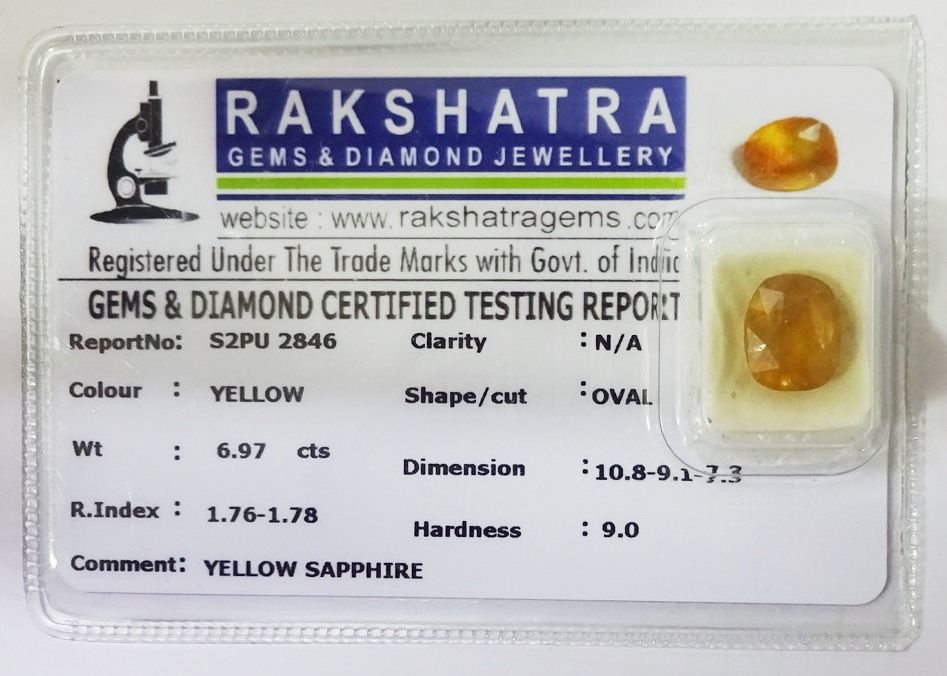 RAKSHATRA
GEMS & DIAMOND JEWELLERY
website : www.rakshatragems.com
Registered Under The Trade Marks with Govt. of India
GEMS & DIAMOND CERTIFIED TESTING REPORT
ReportNo: S2PU 2846 Clarity : N/A
Colour : YELLOW Shape/cut : OVAL
Wt : 6.97 cts Dimension : 10.8-9.1-7.3
R.Index : 1.76-1.78 Hardness : 9.0
Comment: YELLOW SAPPHIRE